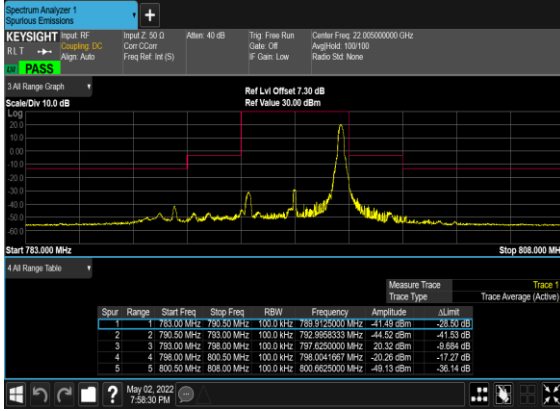 Spectrum Analyzer 1
Spurious Emissions
+
KEYSIGHT
RLT
Input: RF
Coupling: DC
Align: Auto
Input Z: 50 Ω
Corr CCorr
Freq Ref: Int (S)
Atten: 40 dB
Trig: Free Run
Gate: Off
IF Gain: Low
Center Freq: 22.005000000 GHz
Avg|Hold: 100/100
Radio Std: None
PASS
3 All Range Graph
Scale/Div 10.0 dB
Ref Lvl Offset 7.30 dB
Ref Value 30.00 dBm
Log
20.0
10.0
0.00
-10.0
-20.0
-30.0
-40.0
-50.0
-60.0
Start 783.000 MHz
Stop 808.000 MH
4 All Range Table
Measure Trace Trace 1
Trace Type Trace Average (Active)
Spur Range Start Freq Stop Freq RBW Frequency Amplitude ΔLimit
1 1 783.00 MHz 790.50 MHz 100.0 kHz 789.9125000 MHz -41.49 dBm -28.50 dB
2 2 790.50 MHz 793.00 MHz 100.0 kHz 792.9958333 MHz -44.52 dBm -41.53 dB
3 3 793.00 MHz 798.00 MHz 100.0 kHz 797.6250000 MHz 20.32 dBm -9.684 dB
4 4 798.00 MHz 800.50 MHz 100.0 kHz 798.0041667 MHz -20.26 dBm -17.27 dB
5 5 800.50 MHz 808.00 MHz 100.0 kHz 800.6625000 MHz -49.13 dBm -36.14 dB
?
May 02, 2022
7:58:30 PM